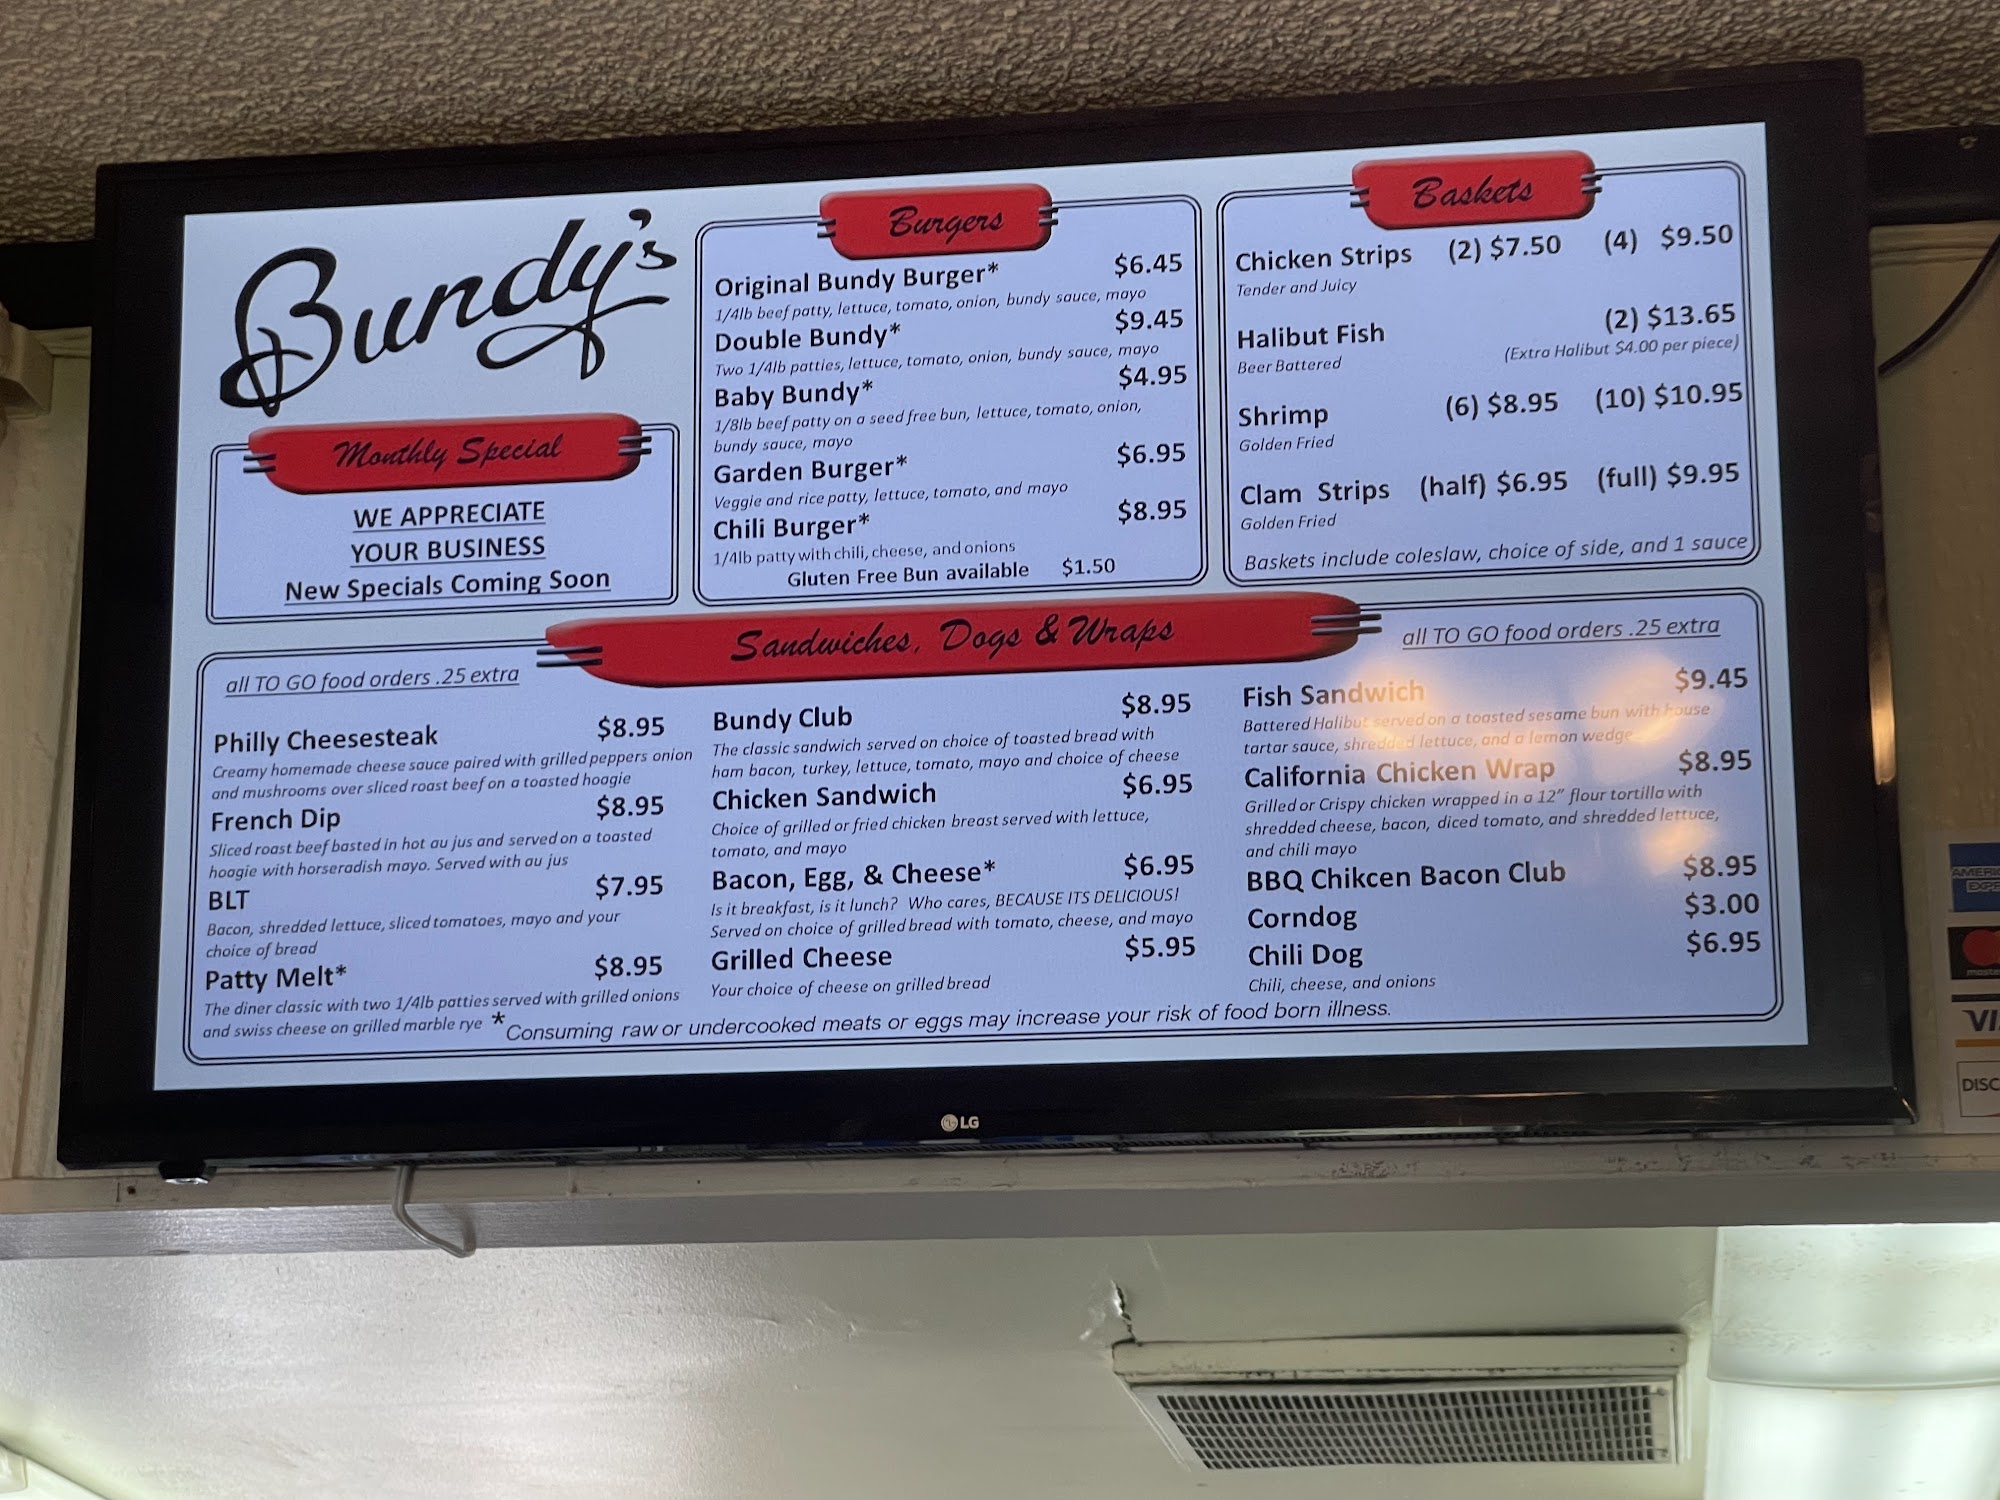 Bundy's
Monthly Special
WE APPRECIATE
YOUR BUSINESS
New Specials Coming Soon
Burgers
Original Bundy Burger* $6.45
1/4lb beef patty, lettuce, tomato, onion, bundy sauce, mayo
Double Bundy* $9.45
Two 1/4lb patties, lettuce, tomato, onion, bundy sauce, mayo
Baby Bundy* $4.95
1/8lb beef patty on a seed free bun, lettuce, tomato, onion,
bundy sauce, mayo
Garden Burger* $6.95
Veggie and rice patty, lettuce, tomato, and mayo
Chili Burger* $8.95
1/4lb patty with chili, cheese, and onions
Gluten Free Bun available $1.50
Baskets
Chicken Strips (2) $7.50 (4) $9.50
Tender and Juicy
Halibut Fish (2) $13.65
Beer Battered (Extra Halibut $4.00 per piece)
Shrimp (6) $8.95 (10) $10.95
Golden Fried
Clam Strips (half) $6.95 (full) $9.95
Golden Fried
Baskets include coleslaw, choice of side, and 1 sauce
Sandwiches, Dogs & Wraps
all TO GO food orders .25 extra
all TO GO food orders .25 extra
Philly Cheesesteak $8.95
Creamy homemade cheese sauce paired with grilled peppers onion
and mushrooms over sliced roast beef on a toasted hoagie
French Dip $8.95
Sliced roast beef basted in hot au jus and served on a toasted
hoagie with horseradish mayo. Served with au jus
BLT $7.95
Bacon, shredded lettuce, sliced tomatoes, mayo and your
choice of bread
Patty Melt* $8.95
The diner classic with two 1/4lb patties served with grilled onions
and swiss cheese on grilled marble rye
Bundy Club $8.95
The classic sandwich served on choice of toasted bread with
ham bacon, turkey, lettuce, tomato, mayo and choice of cheese
Chicken Sandwich $6.95
Choice of grilled or fried chicken breast served with lettuce,
tomato, and mayo
Bacon, Egg, & Cheese* $6.95
Is it breakfast, is it lunch? Who cares, BECAUSE ITS DELICIOUS!
Served on choice of grilled bread with tomato, cheese, and mayo
Grilled Cheese $5.95
Your choice of cheese on grilled bread
Fish Sandwich $9.45
Battered Halibut served on a toasted sesame bun with house
tartar sauce, shredded lettuce, and a lemon wedge
California Chicken Wrap $8.95
Grilled or Crispy chicken wrapped in a 12" flour tortilla with
shredded cheese, bacon, diced tomato, and shredded lettuce,
and chili mayo
BBQ Chikcen Bacon Club $8.95
Corndog $3.00
Chili Dog $6.95
Chili, cheese, and onions
*Consuming raw or undercooked meats or eggs may increase your risk of food born illness.
LG